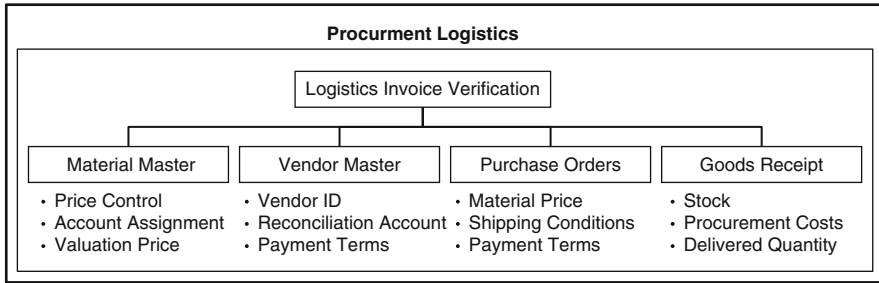 Procurment Logistics
Logistics Invoice Verification
Material Master
Vendor Master
Purchase Orders
Goods Receipt
• Price Control
• Account Assignment
• Valuation Price
• Vendor ID
• Reconciliation Account
• Payment Terms
• Material Price
• Shipping Conditions
• Payment Terms
• Stock
• Procurement Costs
• Delivered Quantity